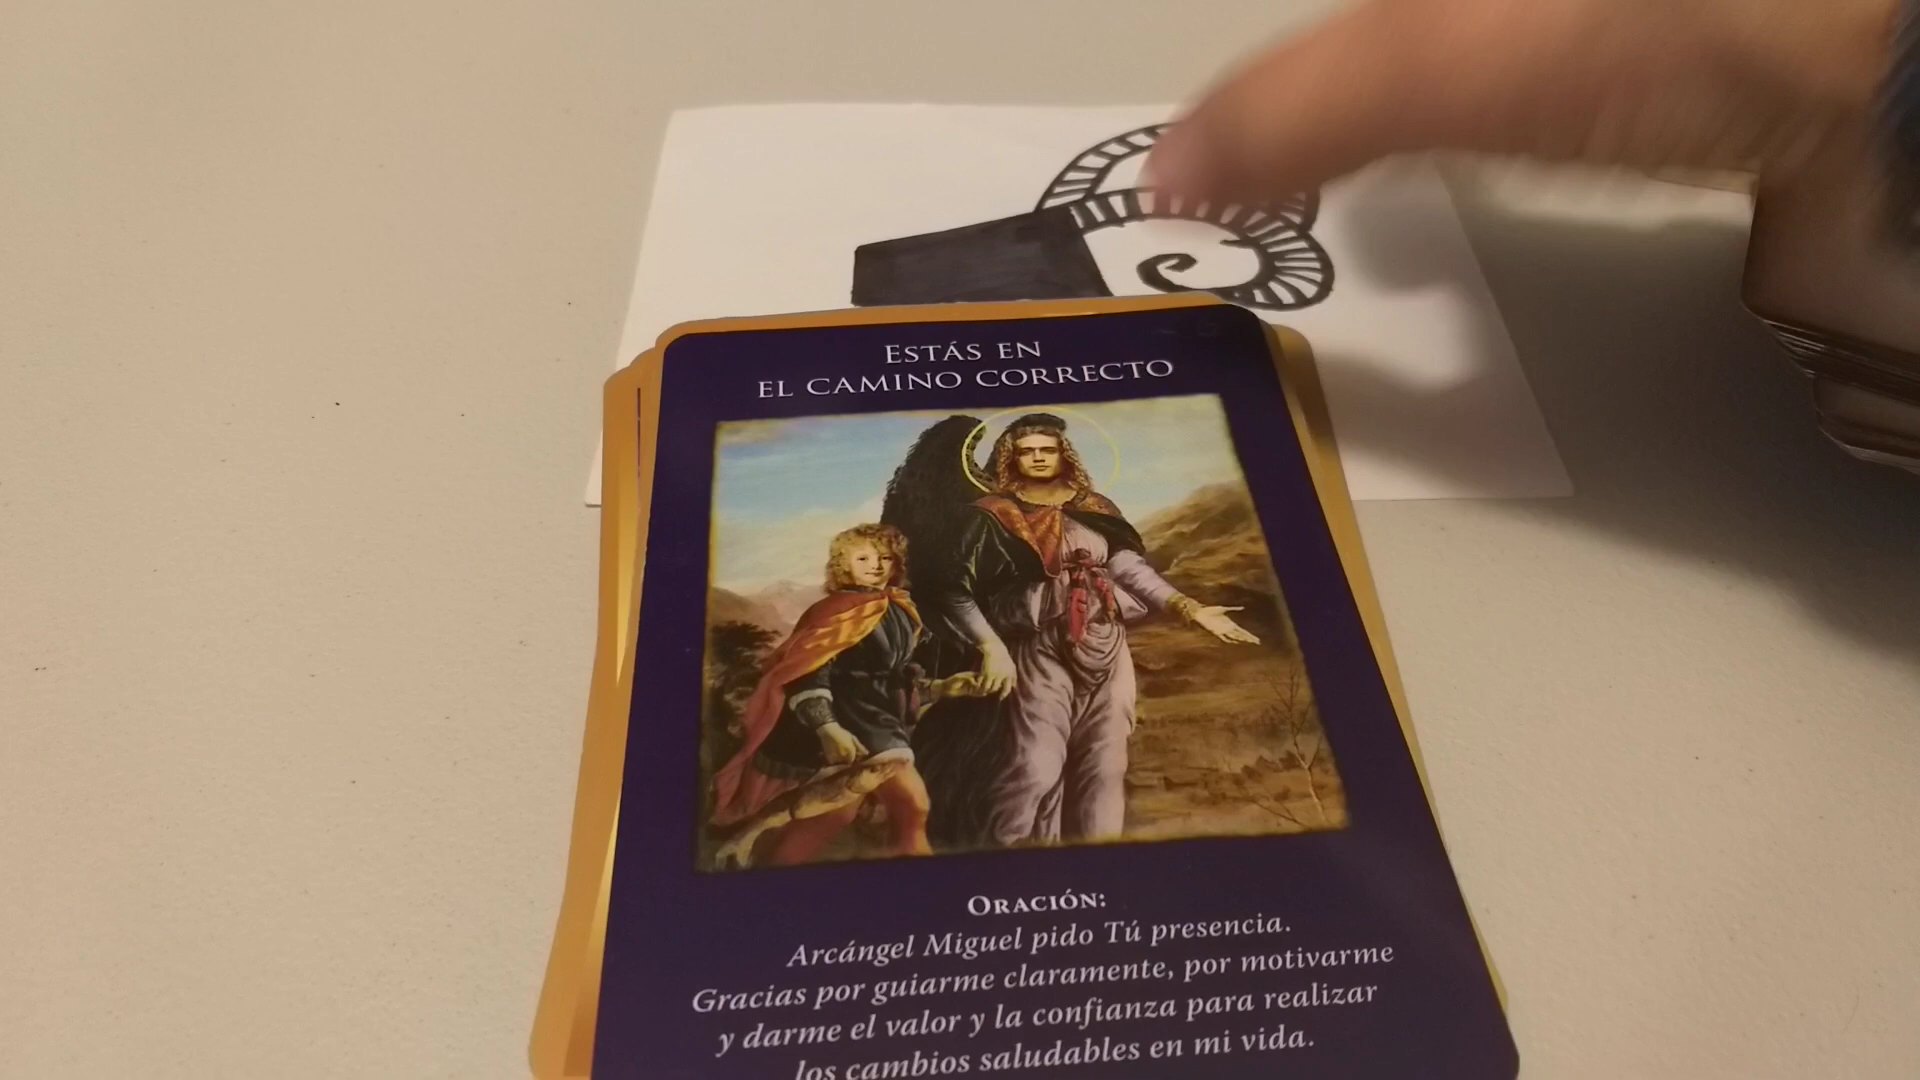 ESTÁS EN
EL CAMINO CORRECTO
ORACIÓN:
Arcángel Miguel pido Tú presencia.
Gracias por guiarme claramente, por motivarme
y darme el valor y la confianza para realizar
los cambios saludables en mi vida.